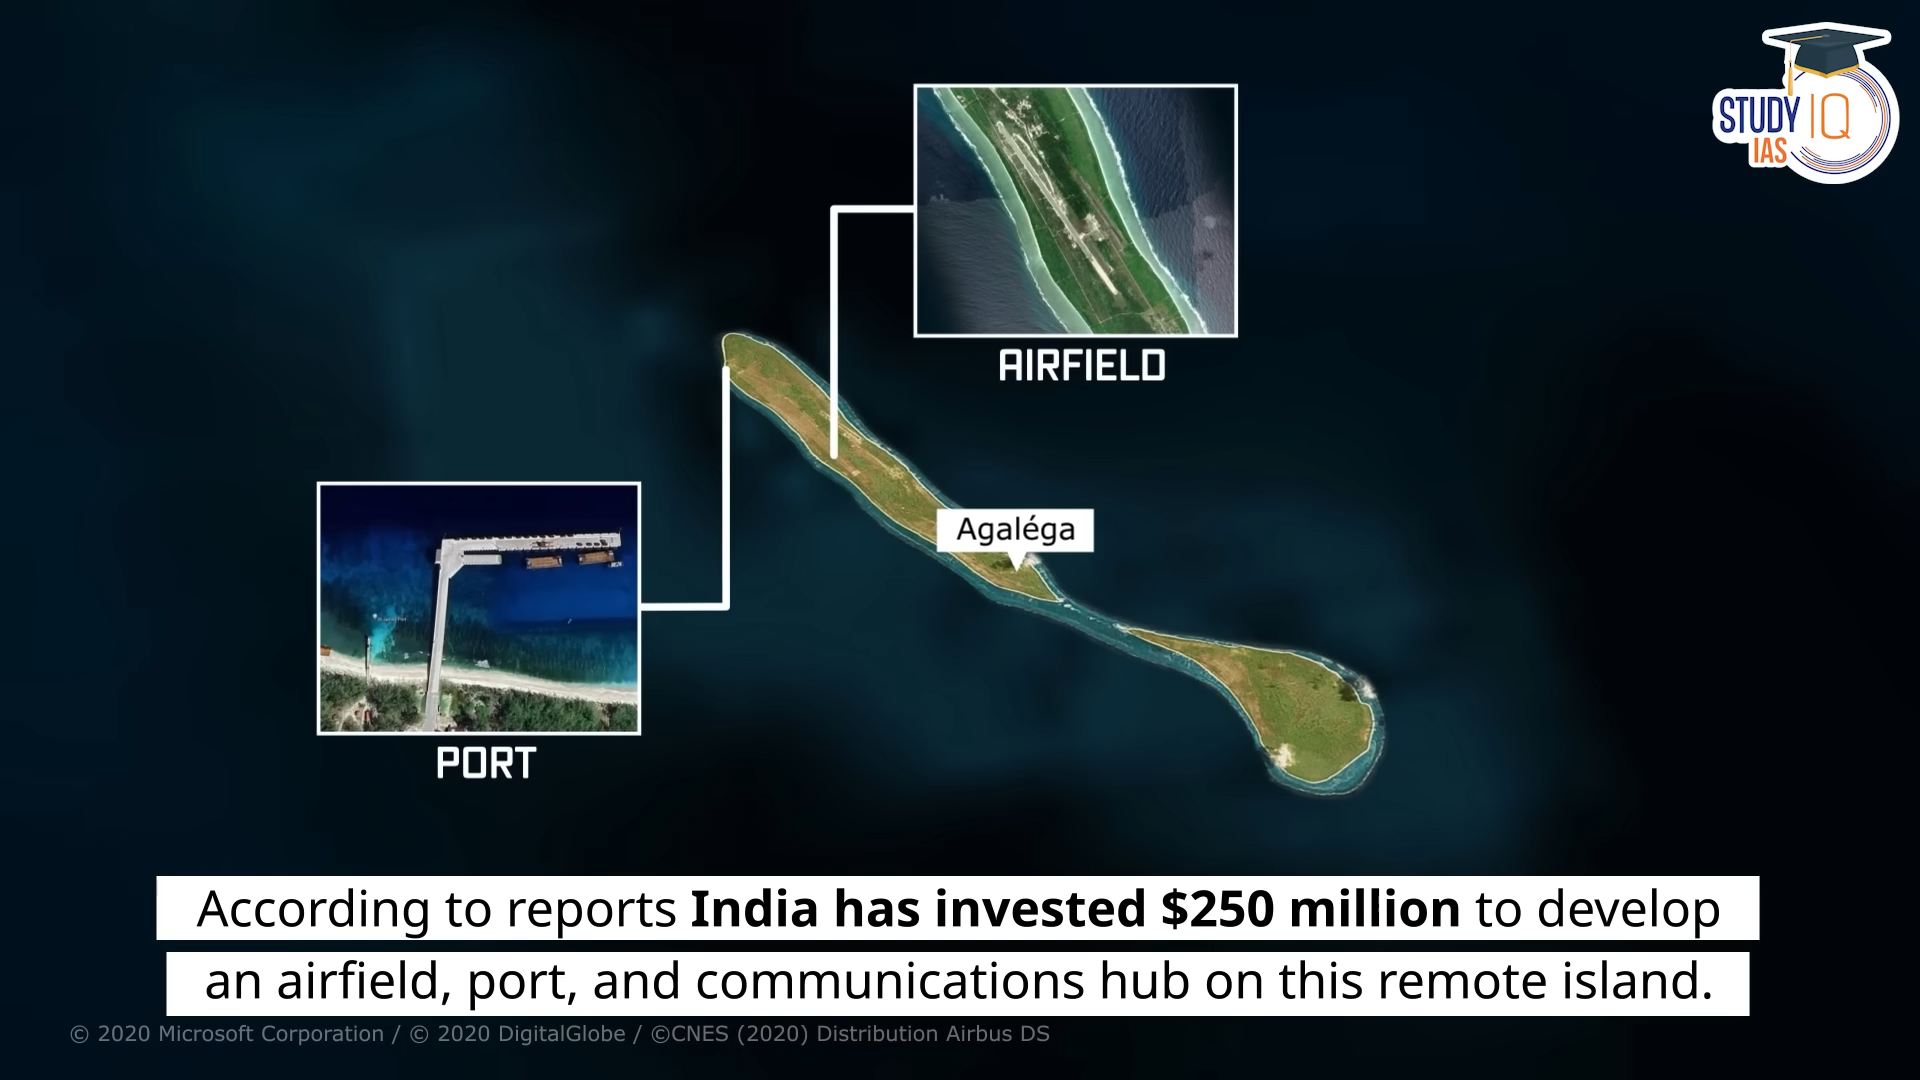 STUDY IQ
IAS
AIRFIELD
Agaléga
PORT
According to reports India has invested $250 million to develop
an airfield, port, and communications hub on this remote island.
© 2020 Microsoft Corporation / © 2020 DigitalGlobe / ©CNES (2020) Distribution Airbus DS